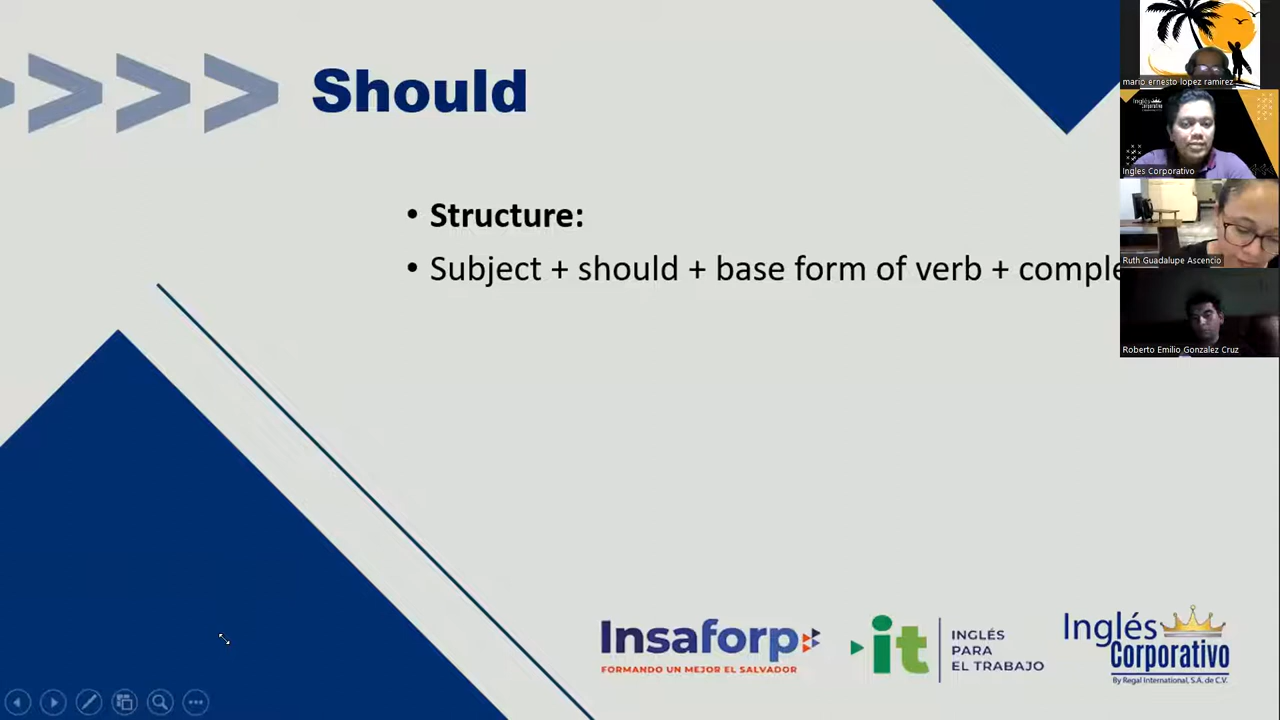 Should
• Structure:
• Subject + should + base form of verb + comple
mario ernesto lopez ramirez
Inglés Corporativo
Ingles Corporativo
Ruth Guadalupe Ascencio
Roberto Emilio Gonzalez Cruz
Insaforp
FORMANDO UN MEJOR EL SALVADOR
it
INGLÉS
PARA
EL TRABAJO
Inglés
Corporativo
By Regal International, S.A. de C.V.